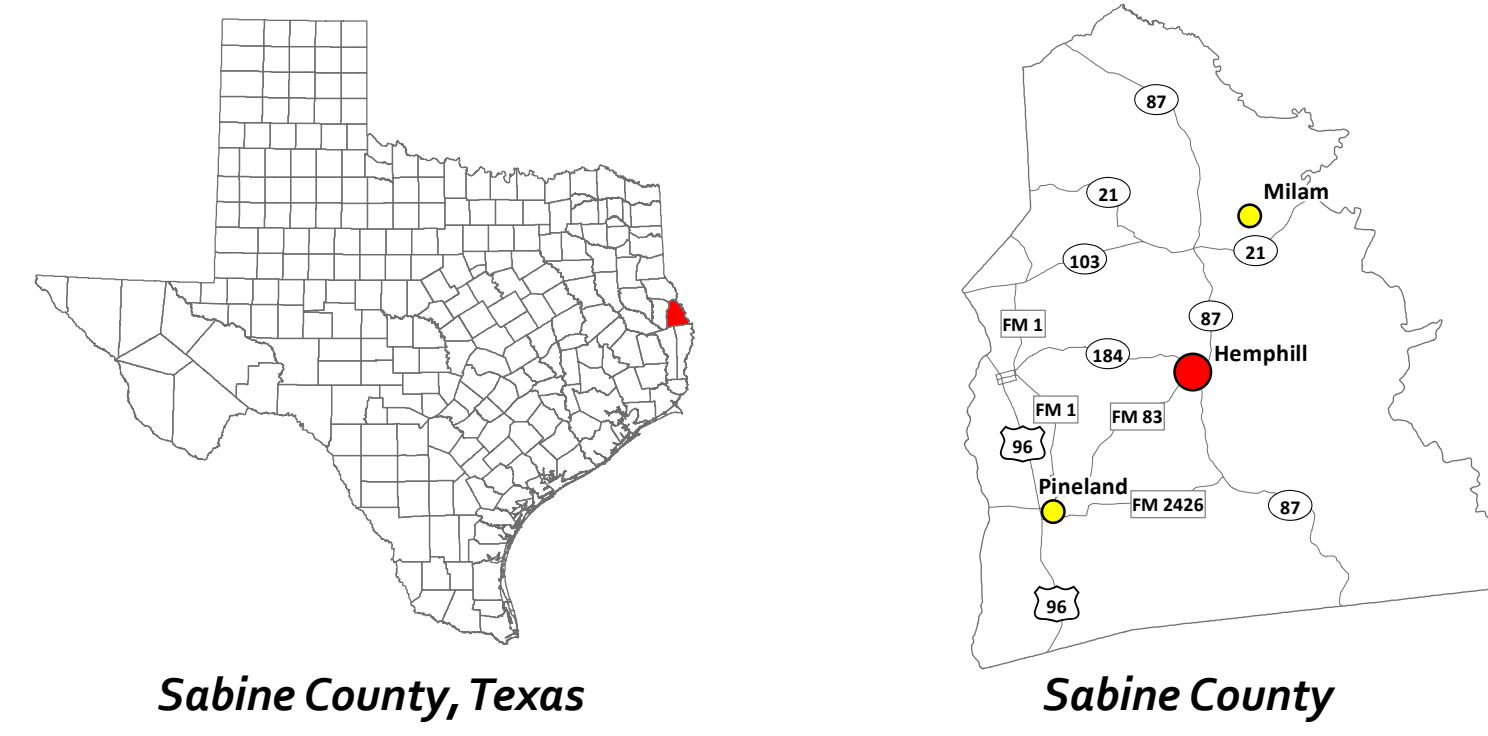 87
Milam
21
21
103
87
FM 1
Hemphill
184
FM 1
FM 83
96
Pineland
FM 2426
87
96
Sabine County, Texas
Sabine County